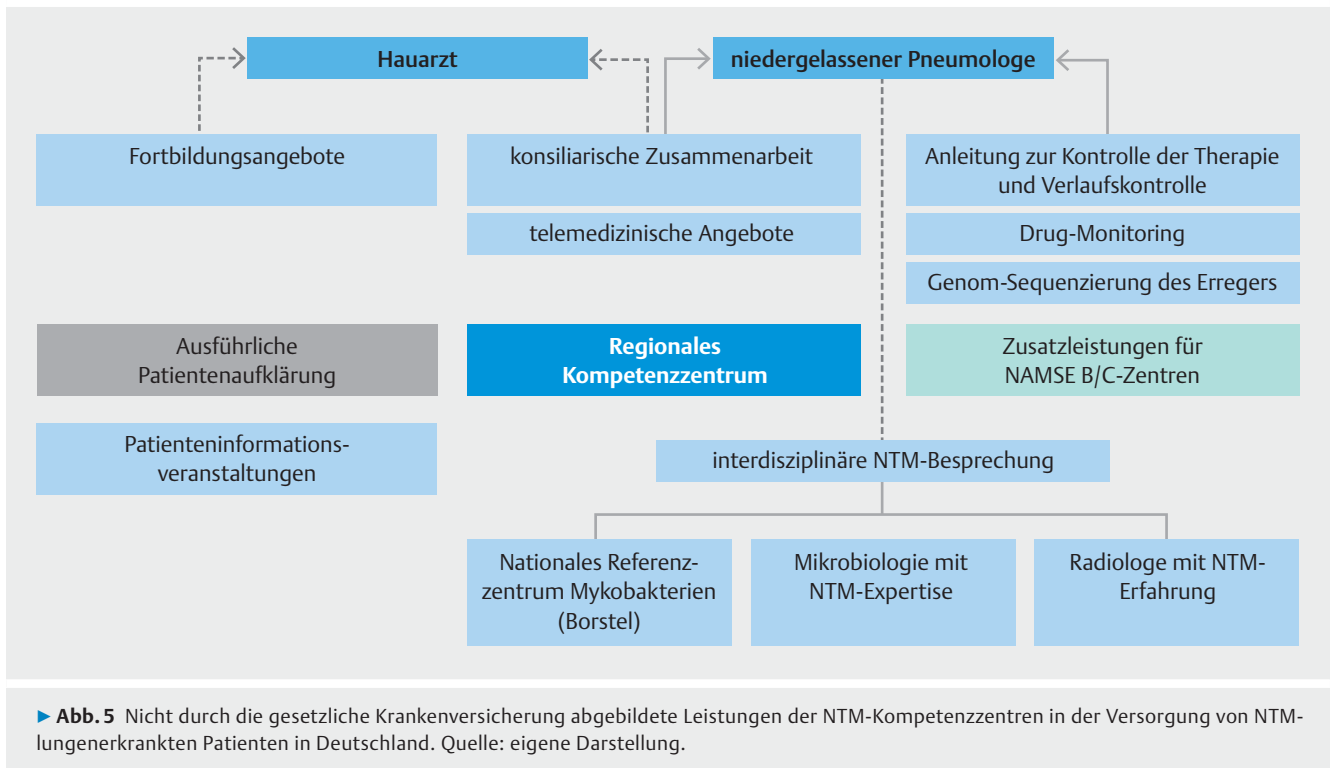 Hauarzt
niedergelassener Pneumologe
Fortbildungsangebote
konsiliarische Zusammenarbeit
Anleitung zur Kontrolle der Therapie
und Verlaufskontrolle
telemedizinische Angebote
Drug-Monitoring
Genom-Sequenzierung des Erregers
Ausführliche
Patientenaufklärung
Regionales
Kompetenzzentrum
Zusatzleistungen für
NAMSE B/C-Zentren
Patienteninformations-
veranstaltungen
interdisziplinäre NTM-Besprechung
Nationales Referenz-
zentrum Mykobakterien
(Borstel)
Mikrobiologie mit
NTM-Expertise
Radiologe mit NTM-
Erfahrung
▶ Abb. 5 Nicht durch die gesetzliche Krankenversicherung abgebildete Leistungen der NTM-Kompetenzzentren in der Versorgung von NTM-
lungenerkrankten Patienten in Deutschland. Quelle: eigene Darstellung.